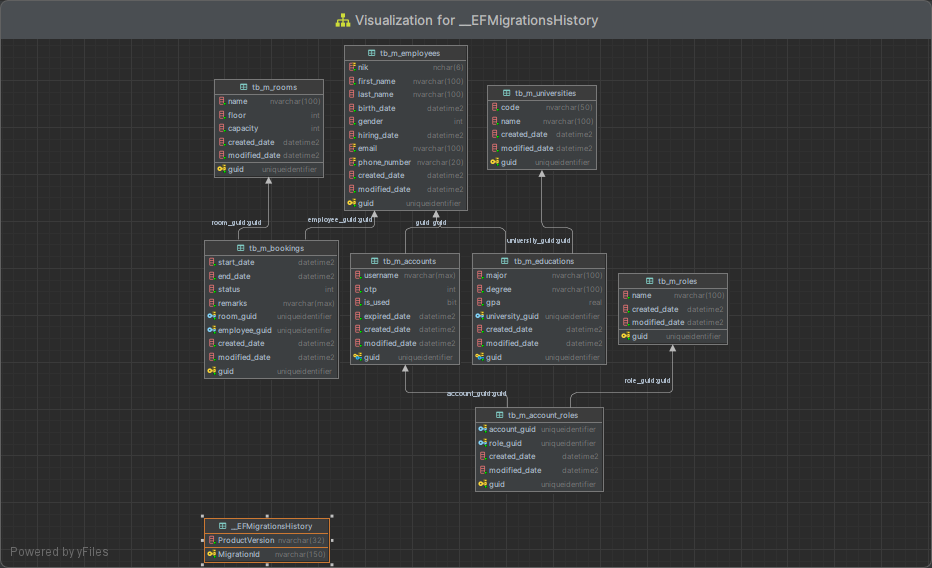 Visualization for __EFMigrationsHistory
tb_m_employees
nik nchar(6)
first_name nvarchar(100)
last_name nvarchar(100)
birth_date datetime2
gender int
hiring_date datetime2
email nvarchar(100)
phone_number nvarchar(20)
created_date datetime2
modified_date datetime2
guid uniqueidentifier
tb_m_rooms
name nvarchar(100)
floor int
capacity int
created_date datetime2
modified_date datetime2
guid uniqueidentifier
tb_m_universities
code nvarchar(50)
name nvarchar(100)
created_date datetime2
modified_date datetime2
guid uniqueidentifier
room_guid:guid
employee_guid:guid
guid guid
university_guid:guid
tb_m_bookings
start_date datetime2
end_date datetime2
status int
remarks nvarchar(max)
room_guid uniqueidentifier
employee_guid uniqueidentifier
created_date datetime2
modified_date datetime2
guid uniqueidentifier
tb_m_accounts
username nvarchar(max)
otp int
is_used bit
expired_date datetime2
created_date datetime2
modified_date datetime2
guid uniqueidentifier
tb_m_educations
major nvarchar(100)
degree nvarchar(100)
gpa real
university_guid uniqueidentifier
created_date datetime2
modified_date datetime2
guid uniqueidentifier
tb_m_roles
name nvarchar(100)
created_date datetime2
modified_date datetime2
guid uniqueidentifier
account_guid:guid
role_guid:guid
tb_m_account_roles
account_guid uniqueidentifier
role_guid uniqueidentifier
created_date datetime2
modified_date datetime2
guid uniqueidentifier
__EFMigrationsHistory
ProductVersion nvarchar(32)
MigrationId nvarchar(150)
Powered by yFiles